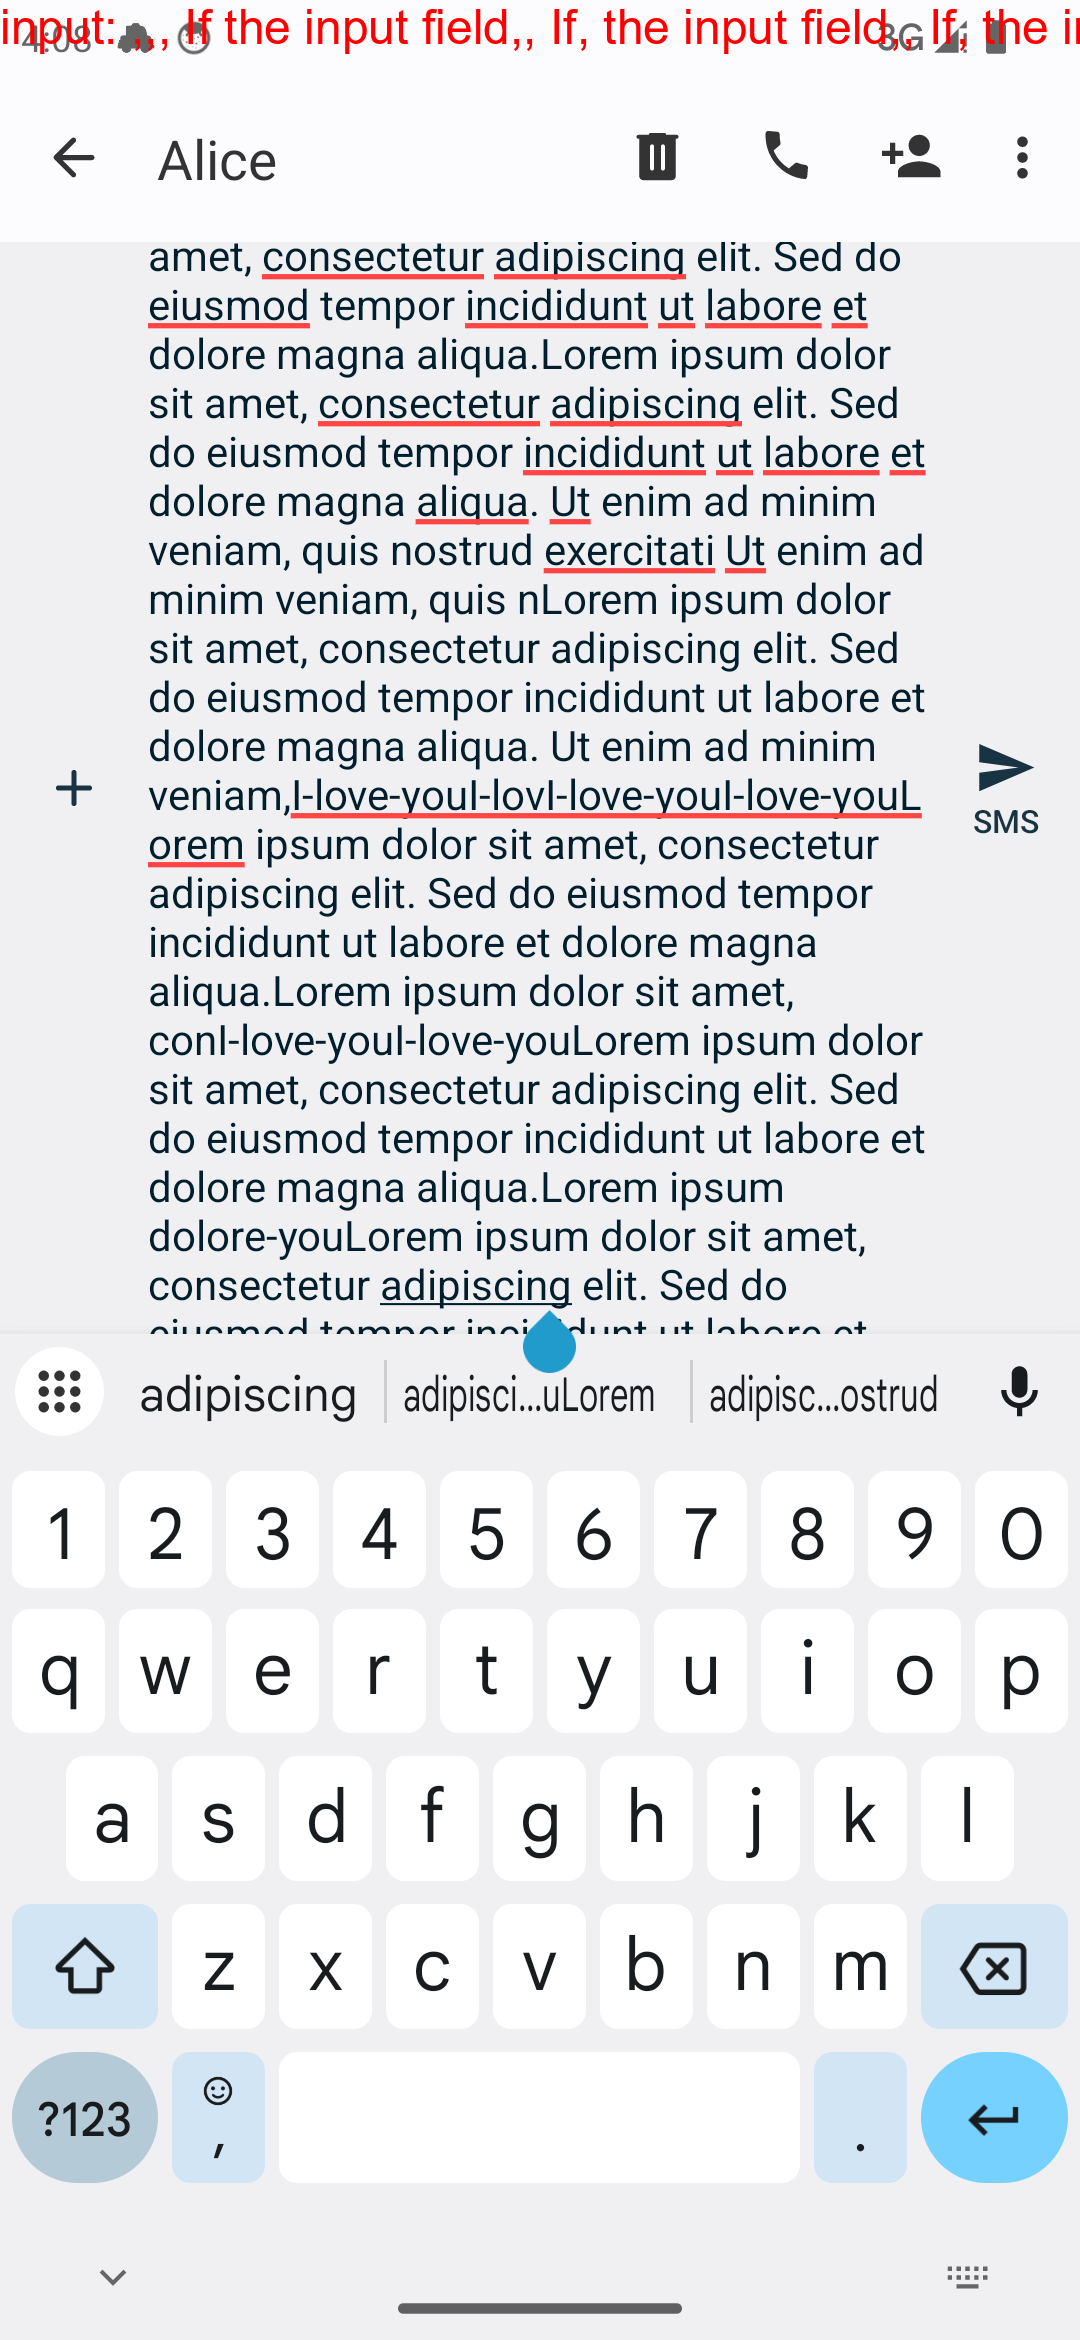 input: ,,, If the input field,, If, the input field,, If, the i
4:08 3G
Alice
amet, consectetur adipiscing elit. Sed do
eiusmod tempor incididunt ut labore et
dolore magna aliqua.Lorem ipsum dolor
sit amet, consectetur adipiscing elit. Sed
do eiusmod tempor incididunt ut labore et
dolore magna aliqua. Ut enim ad minim
veniam, quis nostrud exercitati Ut enim ad
minim veniam, quis nLorem ipsum dolor
sit amet, consectetur adipiscing elit. Sed
do eiusmod tempor incididunt ut labore et
dolore magna aliqua. Ut enim ad minim
veniam,I-love-youI-lovI-love-youI-love-youL
orem ipsum dolor sit amet, consectetur
adipiscing elit. Sed do eiusmod tempor
incididunt ut labore et dolore magna
aliqua.Lorem ipsum dolor sit amet,
conI-love-youI-love-youLorem ipsum dolor
sit amet, consectetur adipiscing elit. Sed
do eiusmod tempor incididunt ut labore et
dolore magna aliqua.Lorem ipsum
dolore-youLorem ipsum dolor sit amet,
consectetur adipiscing elit. Sed do
eiusmod tempor incididunt ut labore et
SMS
adipiscing adipisci...uLorem adipisc...ostrud
1 2 3 4 5 6 7 8 9 0
q w e r t y u i o p
a s d f g h j k l
z x c v b n m
?123 , .